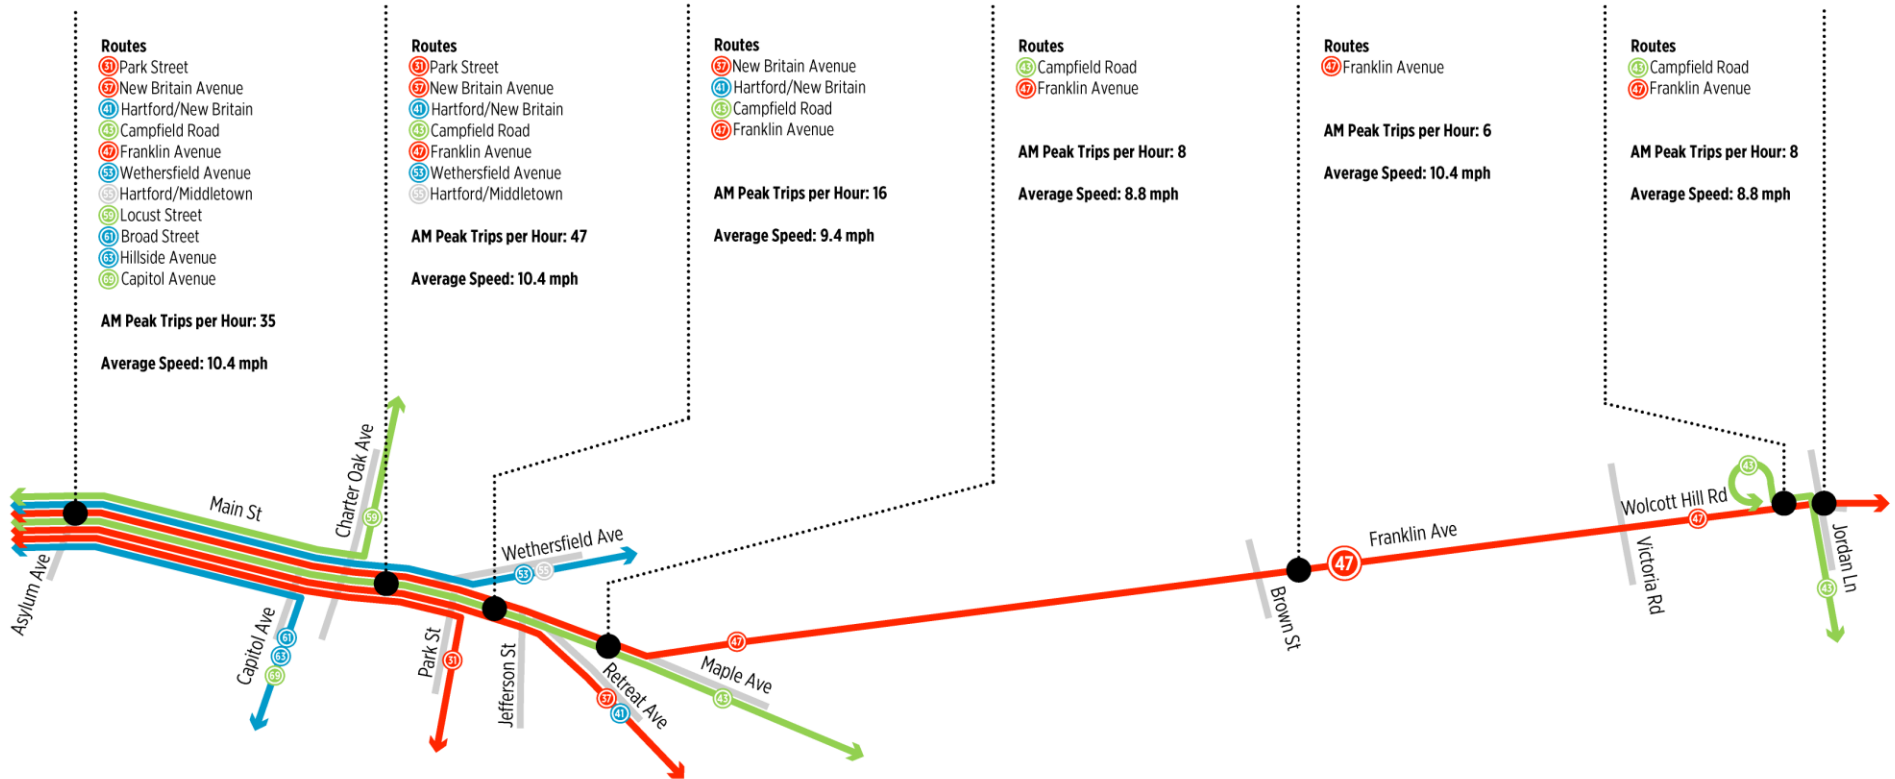 Routes
31 Park Street
37 New Britain Avenue
41 Hartford/New Britain
43 Campfield Road
47 Franklin Avenue
53 Wethersfield Avenue
55 Hartford/Middletown
59 Locust Street
61 Broad Street
63 Hillside Avenue
69 Capitol Avenue
AM Peak Trips per Hour: 35
Average Speed: 10.4 mph
Routes
31 Park Street
37 New Britain Avenue
41 Hartford/New Britain
43 Campfield Road
47 Franklin Avenue
53 Wethersfield Avenue
55 Hartford/Middletown
AM Peak Trips per Hour: 47
Average Speed: 10.4 mph
Routes
37 New Britain Avenue
41 Hartford/New Britain
43 Campfield Road
47 Franklin Avenue
AM Peak Trips per Hour: 16
Average Speed: 9.4 mph
Routes
43 Campfield Road
47 Franklin Avenue
AM Peak Trips per Hour: 8
Average Speed: 8.8 mph
Routes
47 Franklin Avenue
AM Peak Trips per Hour: 6
Average Speed: 10.4 mph
Routes
43 Campfield Road
47 Franklin Avenue
AM Peak Trips per Hour: 8
Average Speed: 8.8 mph
Asylum Ave
Main St
Charter Oak Ave
59
Capitol Ave
61
63
69
Park St
31
Wethersfield Ave
53
55
Jefferson St
Retreat Ave
37
41
Maple Ave
43
47
Brown St
47
Franklin Ave
Victoria Rd
Wolcott Hill Rd
47
43
Jordan Ln
43